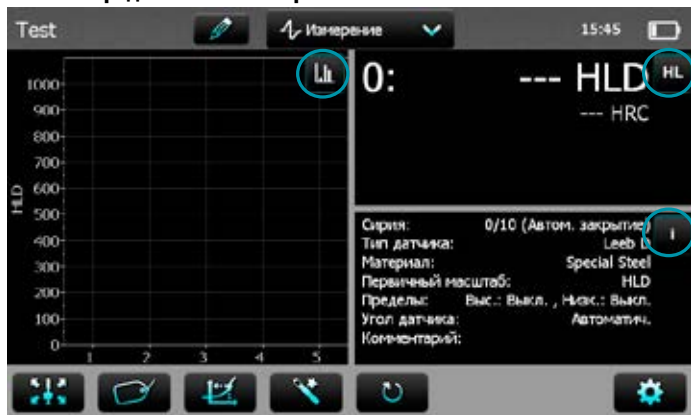 Test
Измерение
15:45
HLD
1000
900
800
700
600
500
400
300
200
100
0
1 2 3 4 5
0: --- HLD
HL
--- HRC
i
Сирия: 0/10 (Автом. закрытие)
Тип датчика: Leeb D
Материал: Special Steel
Первичный масштаб: HLD
Пределы: Выс.: Выкл. , Низк.: Выкл.
Угол датчика: Автоматич.
Комментарий: